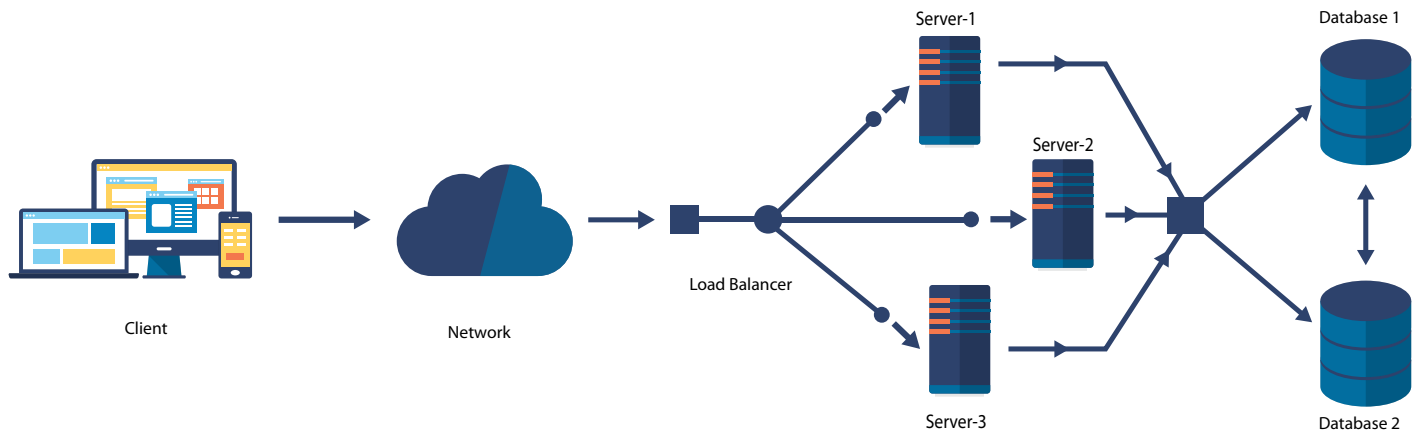 Server-1
Database 1
Server-2
Load Balancer
Client
Network
Server-3
Database 2